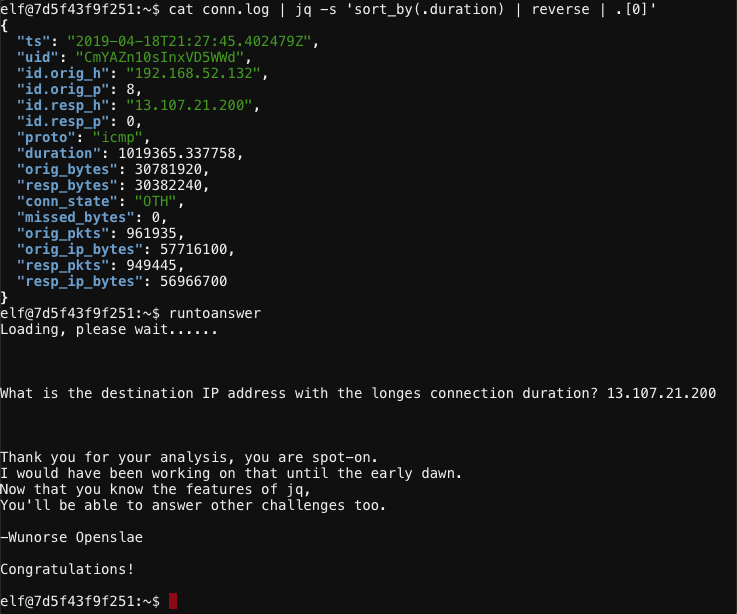 elf@7d5f43f9f251:~$ cat conn.log | jq -s 'sort_by(.duration) | reverse | .[0]'
{
  "ts": "2019-04-18T21:27:45.402479Z",
  "uid": "CmYAZn10sInxVD5WWd",
  "id.orig_h": "192.168.52.132",
  "id.orig_p": 8,
  "id.resp_h": "13.107.21.200",
  "id.resp_p": 0,
  "proto": "icmp",
  "duration": 1019365.337758,
  "orig_bytes": 30781920,
  "resp_bytes": 30382240,
  "conn_state": "OTH",
  "missed_bytes": 0,
  "orig_pkts": 961935,
  "orig_ip_bytes": 57716100,
  "resp_pkts": 949445,
  "resp_ip_bytes": 56966700
}
elf@7d5f43f9f251:~$ runtoanswer
Loading, please wait......
What is the destination IP address with the longes connection duration? 13.107.21.200
Thank you for your analysis, you are spot-on.
I would have been working on that until the early dawn.
Now that you know the features of jq,
You'll be able to answer other challenges too.
-Wunorse Openslae
Congratulations!
elf@7d5f43f9f251:~$